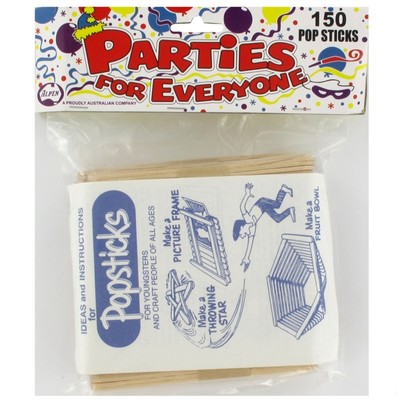 150
POP STICKS
PARTiES
FOR EVERYONE
ALPEN
A PROUDLY AUSTRALIAN COMPANY
IDEAS and INSTRUCTIONS
for
Popsticks
FOR YOUNGSTERS
AND CRAFT PEOPLE OF ALL AGES
Make a
PICTURE FRAME
Make a
THROWING
STAR
Make a
FRUIT BOWL